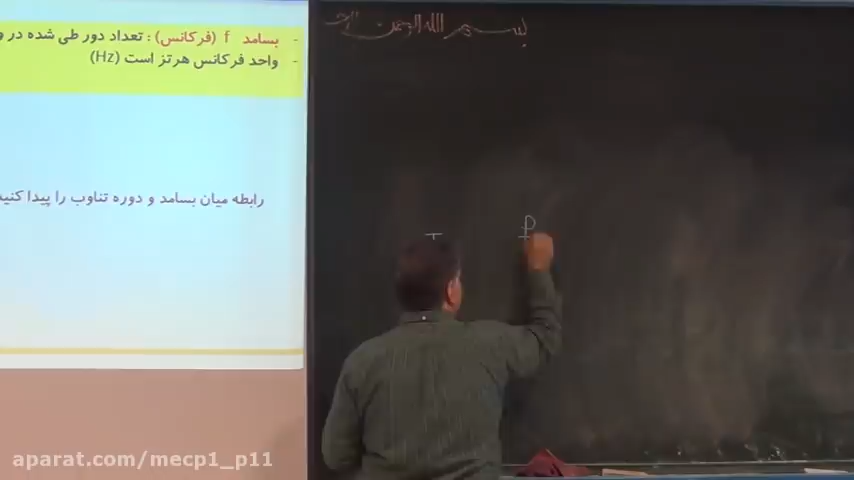 - بسامد f (فرکانس) : تعداد دور طی شده در و
- واحد فرکانس هرتز است (Hz)
رابطه میان بسامد و دوره تناوب را پیدا کنید
بسم الله الرحمن الرحیم
T f
aparat.com/mecp1_p11